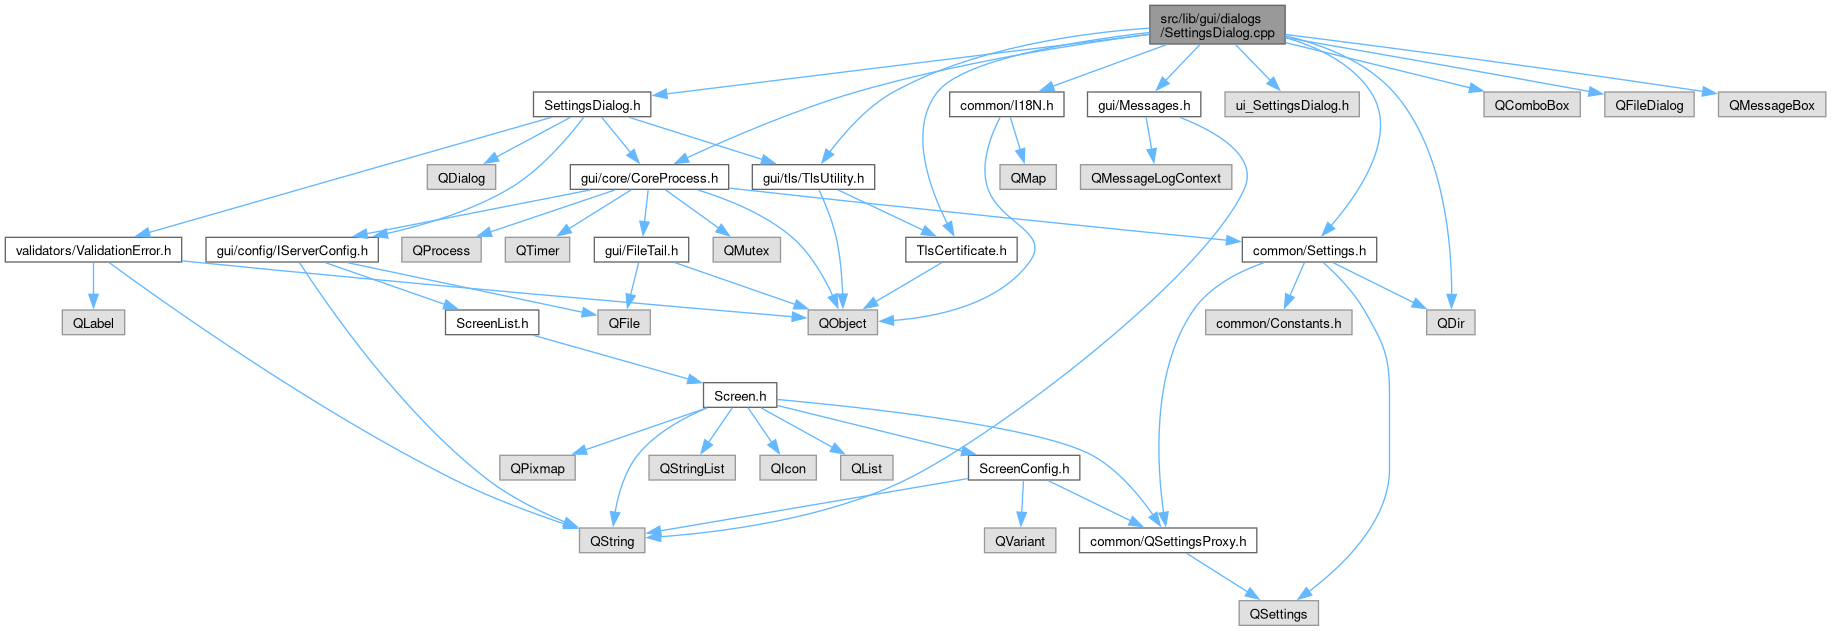 src/lib/gui/dialogs
/SettingsDialog.cpp
SettingsDialog.h
common/I18N.h
gui/Messages.h
ui_SettingsDialog.h
QComboBox
QFileDialog
QMessageBox
QDialog
gui/core/CoreProcess.h
gui/tls/TlsUtility.h
QMap
QMessageLogContext
validators/ValidationError.h
gui/config/IServerConfig.h
QProcess
QTimer
gui/FileTail.h
QMutex
TlsCertificate.h
common/Settings.h
QLabel
ScreenList.h
QFile
QObject
common/Constants.h
QDir
Screen.h
QPixmap
QStringList
QIcon
QList
ScreenConfig.h
QString
QVariant
common/QSettingsProxy.h
QSettings